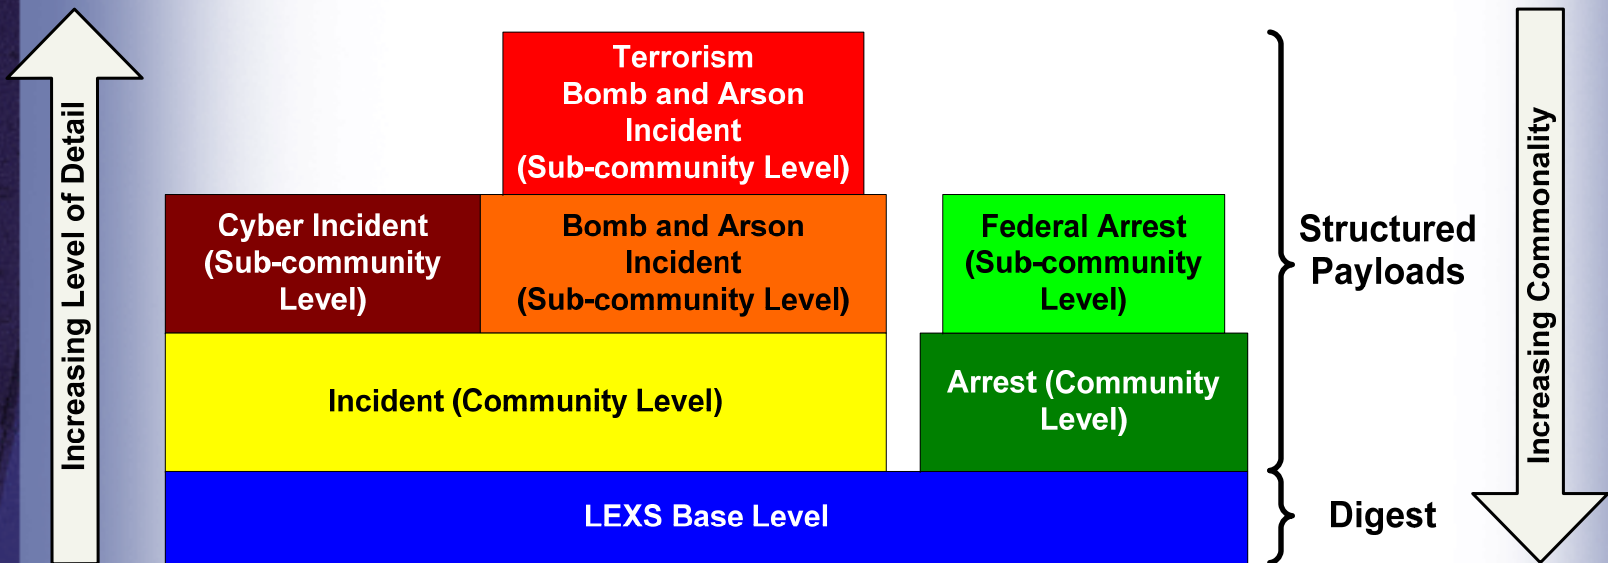 Increasing Level of Detail
Terrorism
Bomb and Arson
Incident
(Sub-community Level)
Cyber Incident
(Sub-community
Level)
Bomb and Arson
Incident
(Sub-community Level)
Federal Arrest
(Sub-community
Level)
Incident (Community Level)
Arrest (Community
Level)
LEXS Base Level
Structured
Payloads
Digest
Increasing Commonality